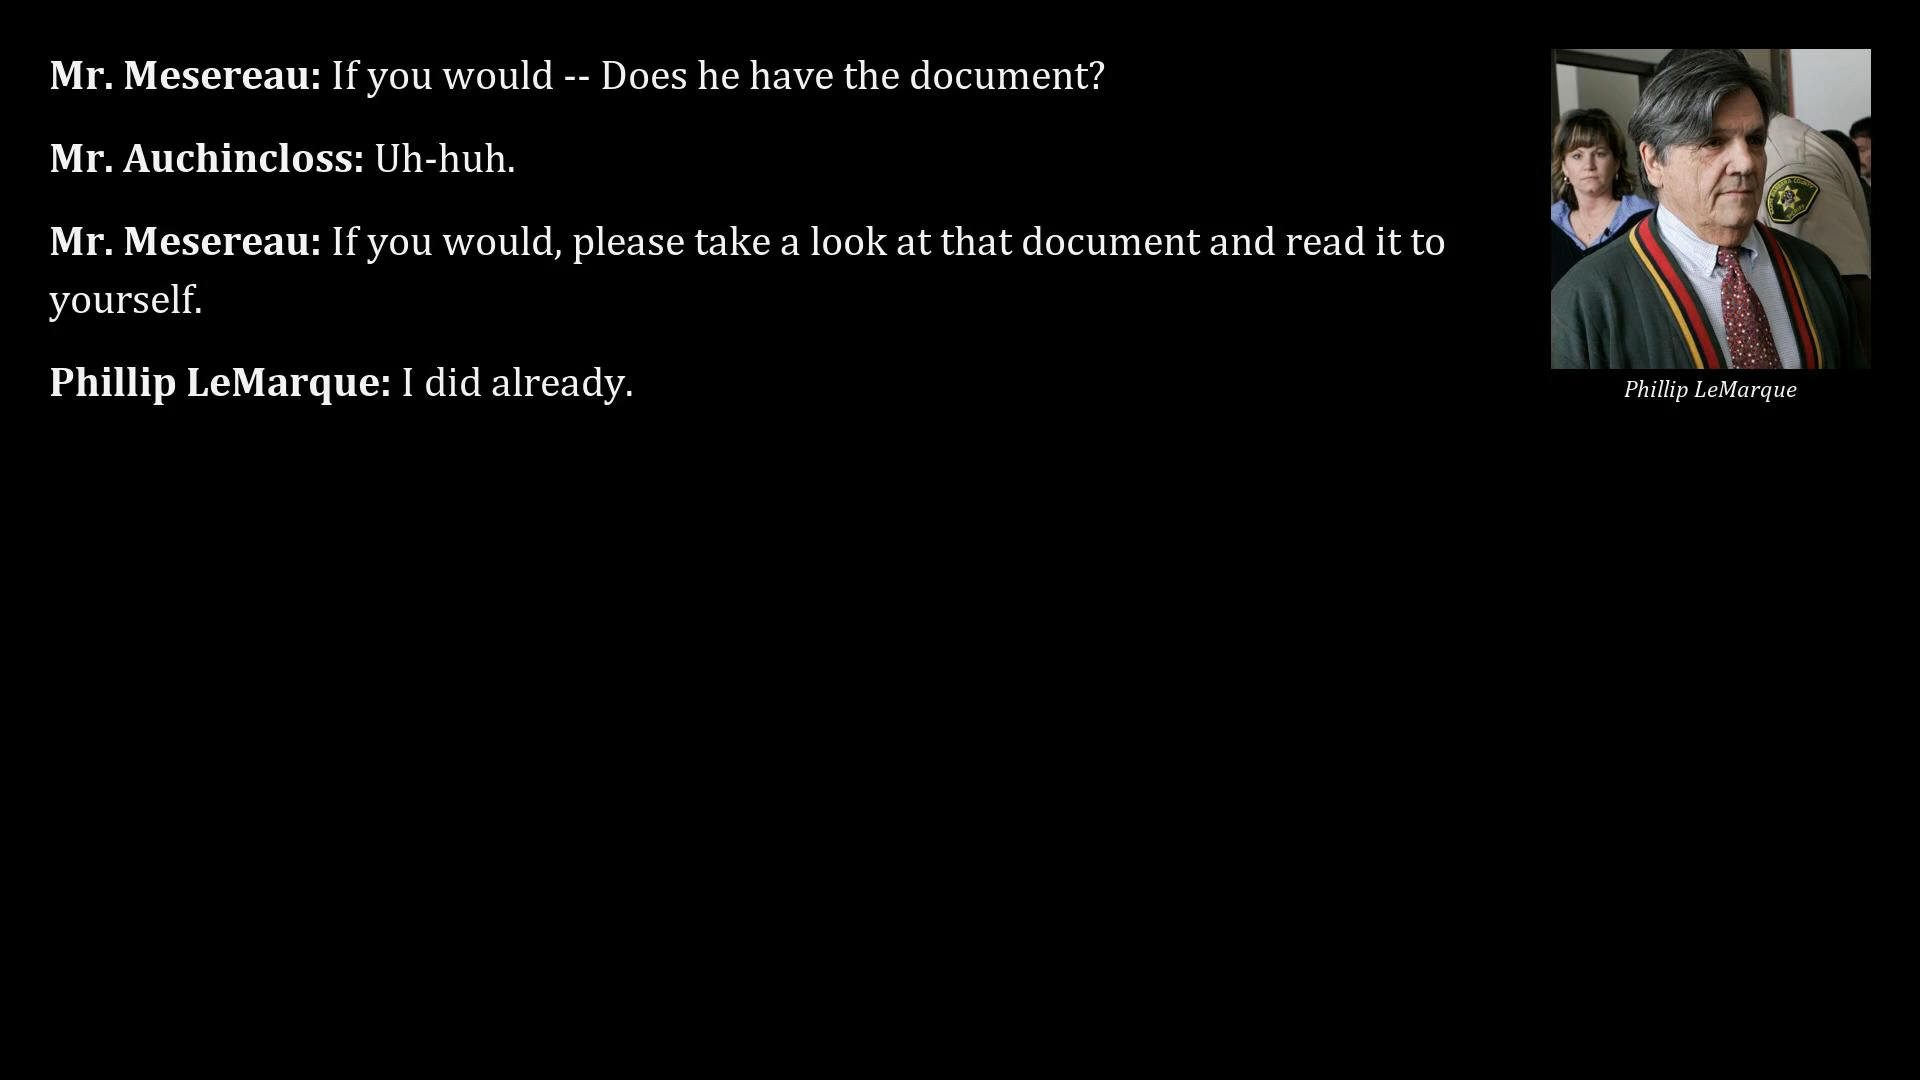 Mr. Mesereau: If you would -- Does he have the document?
Mr. Auchincloss: Uh-huh.
Mr. Mesereau: If you would, please take a look at that document and read it to
yourself.
Phillip LeMarque: I did already.
Phillip LeMarque